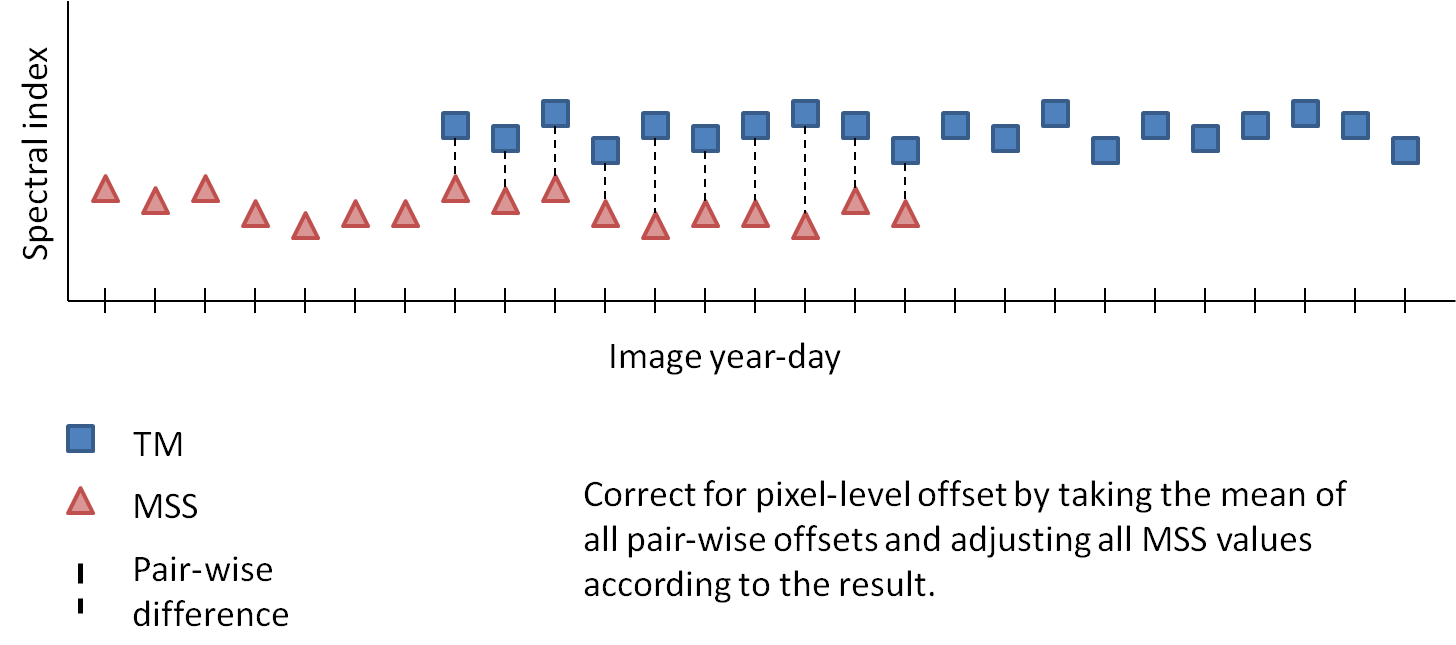 Spectral index
Image year-day
TM
MSS
Pair-wise
difference
Correct for pixel-level offset by taking the mean of
all pair-wise offsets and adjusting all MSS values
according to the result.